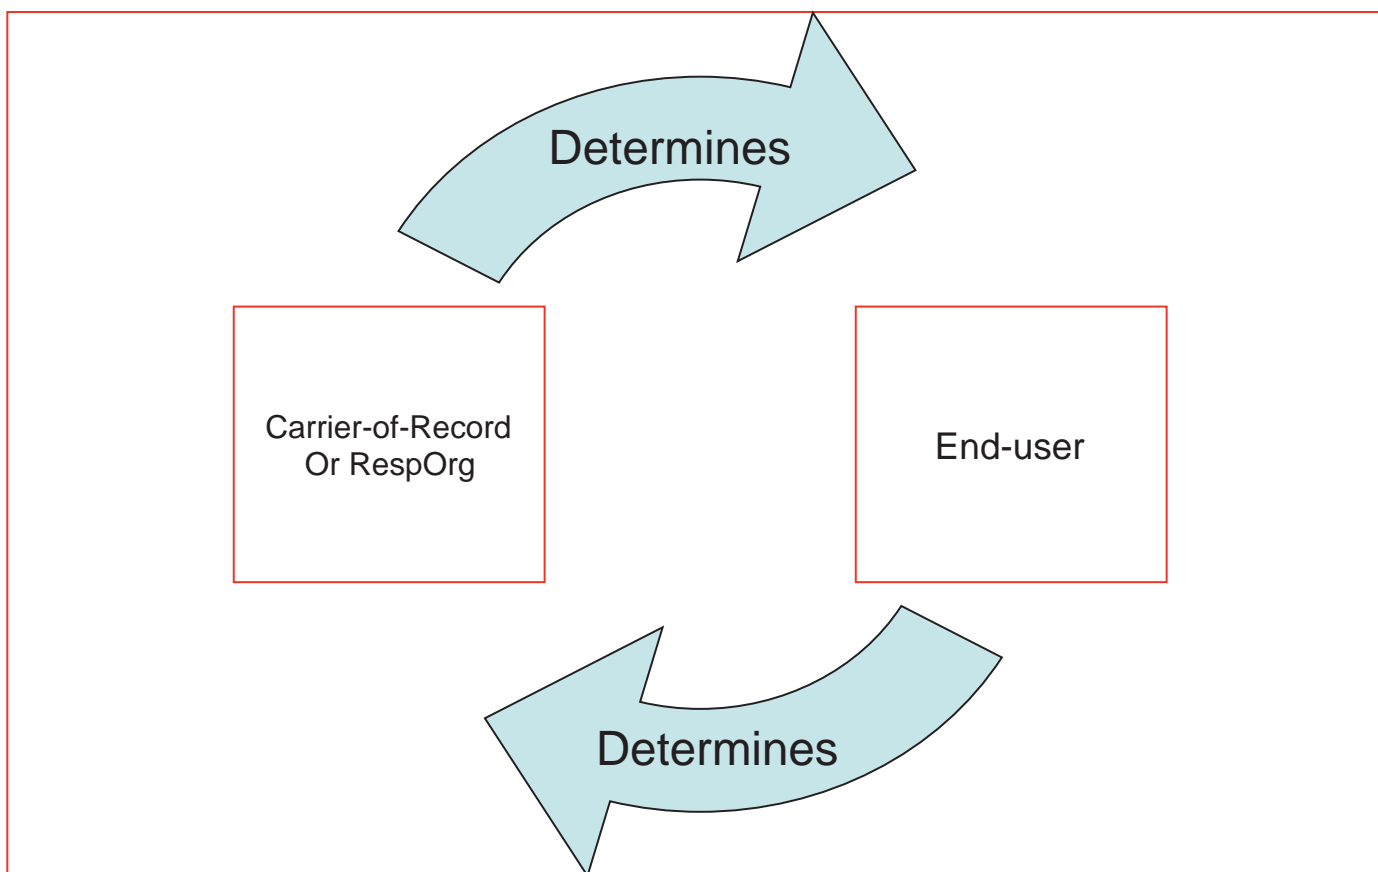 Determines
Carrier-of-Record
Or RespOrg
End-user
Determines